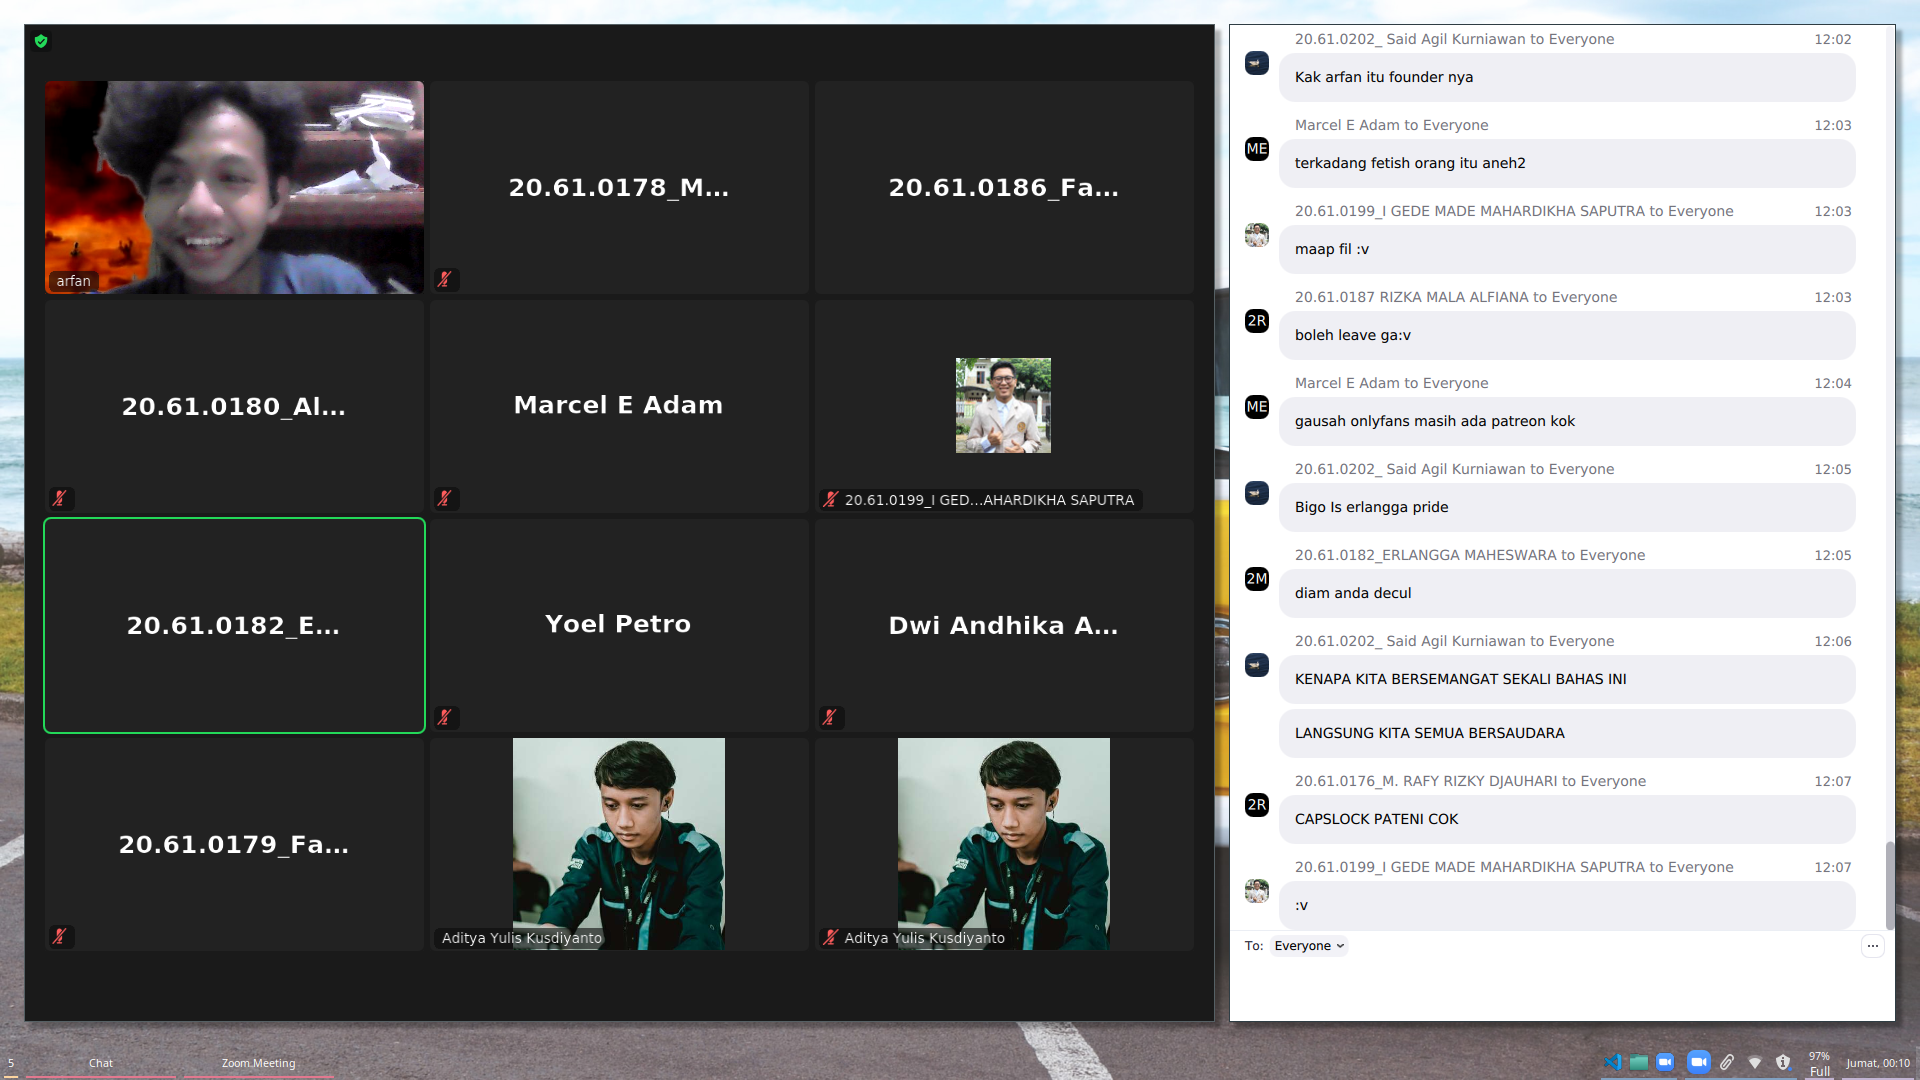 arfan
20.61.0178_M...
20.61.0186_Fa...
20.61.0180_Al...
Marcel E Adam
20.61.0199_I GED...AHARDIKHA SAPUTRA
20.61.0182_E...
Yoel Petro
Dwi Andhika A...
20.61.0179_Fa...
Aditya Yulis Kusdiyanto
Aditya Yulis Kusdiyanto
20.61.0202_ Said Agil Kurniawan to Everyone 12:02
Kak arfan itu founder nya
Marcel E Adam to Everyone 12:03
ME
terkadang fetish orang itu aneh2
20.61.0199_I GEDE MADE MAHARDIKHA SAPUTRA to Everyone 12:03
maap fil :v
20.61.0187 RIZKA MALA ALFIANA to Everyone 12:03
2R
boleh leave ga:v
Marcel E Adam to Everyone 12:04
ME
gausah onlyfans masih ada patreon kok
20.61.0202_ Said Agil Kurniawan to Everyone 12:05
Bigo Is erlangga pride
20.61.0182_ERLANGGA MAHESWARA to Everyone 12:05
2M
diam anda decul
20.61.0202_ Said Agil Kurniawan to Everyone 12:06
KENAPA KITA BERSEMANGAT SEKALI BAHAS INI
LANGSUNG KITA SEMUA BERSAUDARA
20.61.0176_M. RAFY RIZKY DJAUHARI to Everyone 12:07
2R
CAPSLOCK PATENI COK
20.61.0199_I GEDE MADE MAHARDIKHA SAPUTRA to Everyone 12:07
:v
To: Everyone
5 Chat Zoom Meeting
97%
Full
Jumat, 00:10